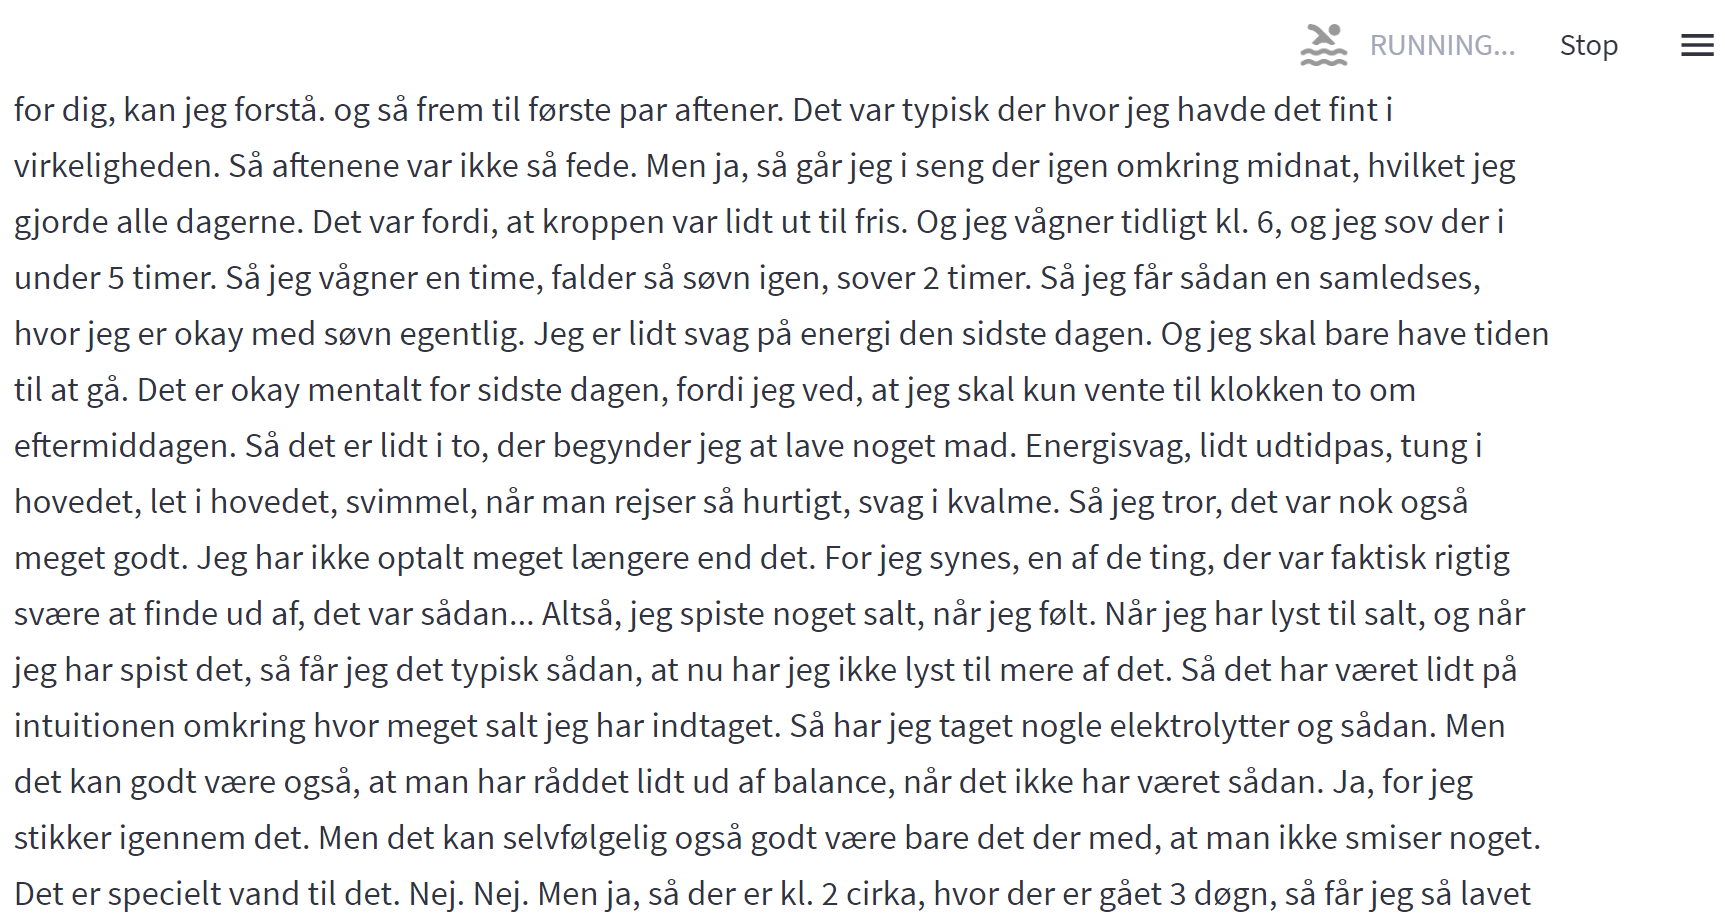 RUNNING... Stop
for dig, kan jeg forstå. og så frem til første par aftener. Det var typisk der hvor jeg havde det fint i
virkeligheden. Så aftenene var ikke så fede. Men ja, så går jeg i seng der igen omkring midnat, hvilket jeg
gjorde alle dagerne. Det var fordi, at kroppen var lidt ut til fris. Og jeg vågner tidligt kl. 6, og jeg sov der i
under 5 timer. Så jeg vågner en time, falder så søvn igen, sover 2 timer. Så jeg får sådan en samledses,
hvor jeg er okay med søvn egentlig. Jeg er lidt svag på energi den sidste dagen. Og jeg skal bare have tiden
til at gå. Det er okay mentalt for sidste dagen, fordi jeg ved, at jeg skal kun vente til klokken to om
eftermiddagen. Så det er lidt i to, der begynder jeg at lave noget mad. Energisvag, lidt udtidpas, tung i
hovedet, let i hovedet, svimmel, når man rejser så hurtigt, svag i kvalme. Så jeg tror, det var nok også
meget godt. Jeg har ikke optalt meget længere end det. For jeg synes, en af de ting, der var faktisk rigtig
svære at finde ud af, det var sådan... Altså, jeg spiste noget salt, når jeg følt. Når jeg har lyst til salt, og når
jeg har spist det, så får jeg det typisk sådan, at nu har jeg ikke lyst til mere af det. Så det har været lidt på
intuitionen omkring hvor meget salt jeg har indtaget. Så har jeg taget nogle elektrolytter og sådan. Men
det kan godt være også, at man har råddet lidt ud af balance, når det ikke har været sådan. Ja, for jeg
stikker igennem det. Men det kan selvfølgelig også godt være bare det der med, at man ikke smiser noget.
Det er specielt vand til det. Nej. Nej. Men ja, så der er kl. 2 cirka, hvor der er gået 3 døgn, så får jeg så lavet